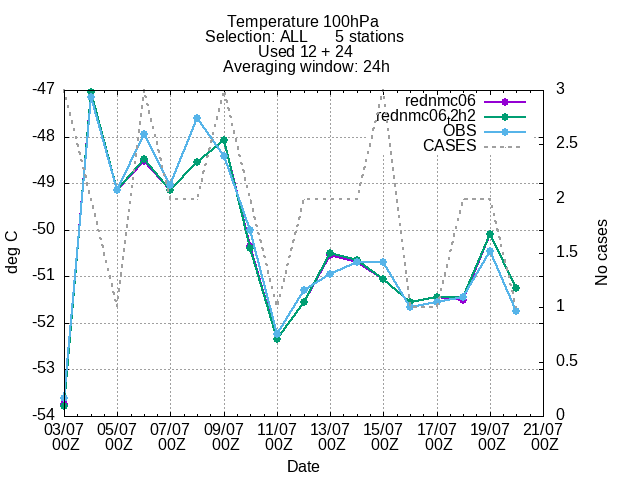 Temperature 100hPa
Selection: ALL 5 stations
Used 12 + 24
Averaging window: 24h
rednmc06
rednmc06.2h2
OBS
CASES
-47
-48
-49
-50
-51
-52
-53
-54
deg C
3
2.5
2
1.5
1
0.5
0
No cases
03/07 05/07 07/07 09/07 11/07 13/07 15/07 17/07 19/07 21/07
00Z 00Z 00Z 00Z 00Z 00Z 00Z 00Z 00Z 00Z
Date